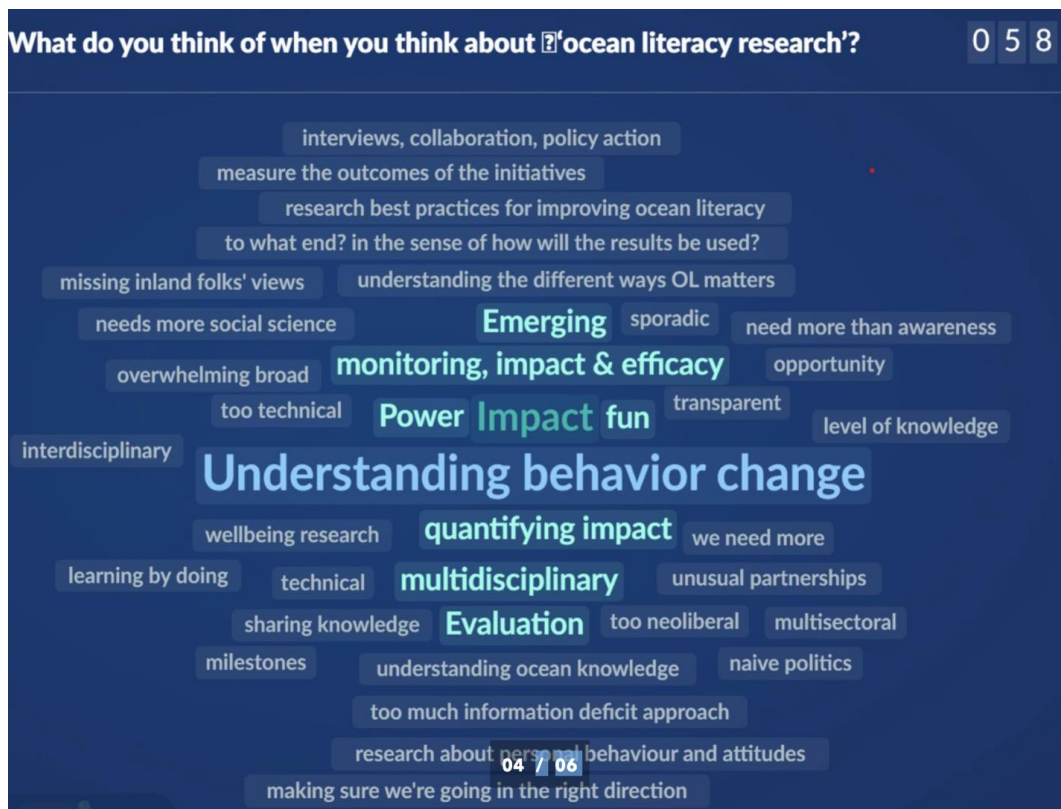 What do you think of when you think about ⍰‘ocean literacy research’?
0 5 8
interviews, collaboration, policy action
measure the outcomes of the initiatives
research best practices for improving ocean literacy
to what end? in the sense of how will the results be used?
missing inland folks' views
understanding the different ways OL matters
needs more social science
Emerging
sporadic
need more than awareness
overwhelming broad
monitoring, impact & efficacy
opportunity
too technical
Power
Impact
fun
transparent
level of knowledge
interdisciplinary
Understanding behavior change
wellbeing research
quantifying impact
we need more
learning by doing
technical
multidisciplinary
unusual partnerships
sharing knowledge
Evaluation
too neoliberal
multisectoral
milestones
understanding ocean knowledge
naive politics
too much information deficit approach
research about personal behaviour and attitudes
04 / 06
making sure we're going in the right direction